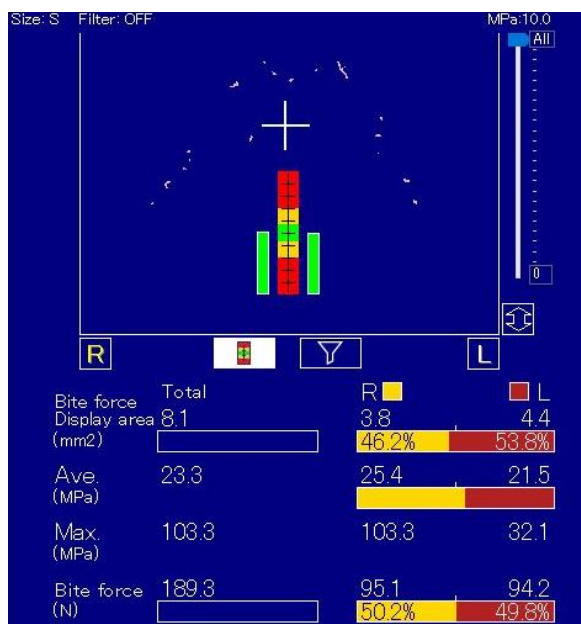 Size: S Filter: OFF MPa:10.0
All
0
R L
Total R L
Bite force
Display area 8.1 3.8 4.4
(mm2) 46.2% 53.8%
Ave. 23.3 25.4 21.5
(MPa)
Max. 103.3 103.3 32.1
(MPa)
Bite force 189.3 95.1 94.2
(N) 50.2% 49.8%